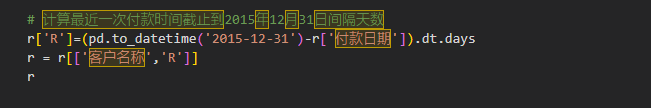 # 计算最近一次付款时间截止到2015年12月31日间隔天数
r['R']=(pd.to_datetime('2015-12-31')-r['付款日期']).dt.days
r = r[['客户名称','R']]
r